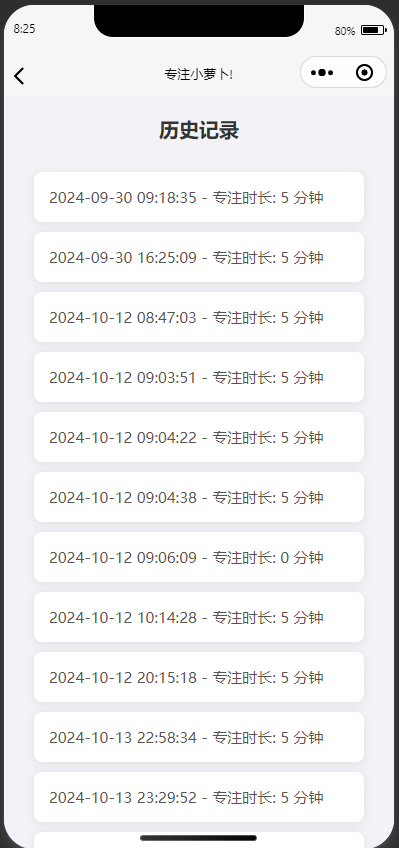 8:25
80%
专注小萝卜!
历史记录
2024-09-30 09:18:35 - 专注时长: 5 分钟
2024-09-30 16:25:09 - 专注时长: 5 分钟
2024-10-12 08:47:03 - 专注时长: 5 分钟
2024-10-12 09:03:51 - 专注时长: 5 分钟
2024-10-12 09:04:22 - 专注时长: 5 分钟
2024-10-12 09:04:38 - 专注时长: 5 分钟
2024-10-12 09:06:09 - 专注时长: 0 分钟
2024-10-12 10:14:28 - 专注时长: 5 分钟
2024-10-12 20:15:18 - 专注时长: 5 分钟
2024-10-13 22:58:34 - 专注时长: 5 分钟
2024-10-13 23:29:52 - 专注时长: 5 分钟